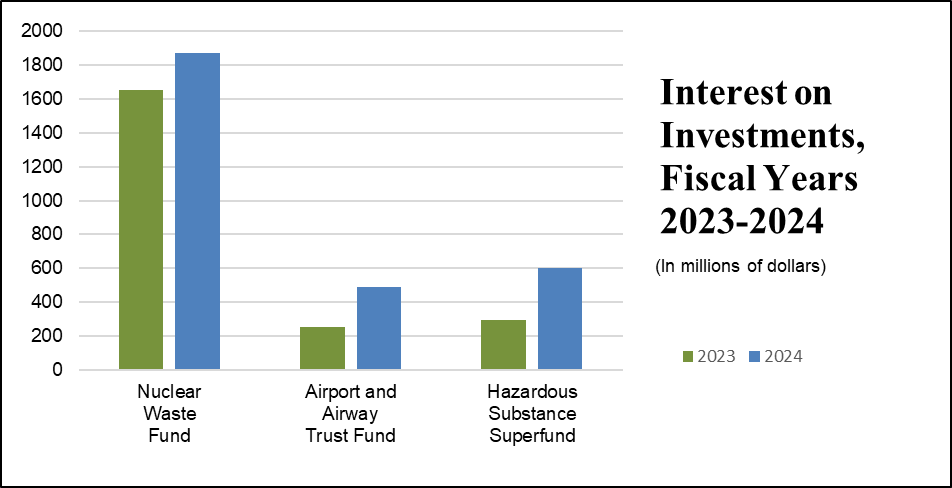 2000
1800
1600
1400
1200
1000
800
600
400
200
0
Nuclear
Waste
Fund
Airport and
Airway
Trust Fund
Hazardous
Substance
Superfund
Interest on
Investments,
Fiscal Years
2023-2024
(In millions of dollars)
2023 2024